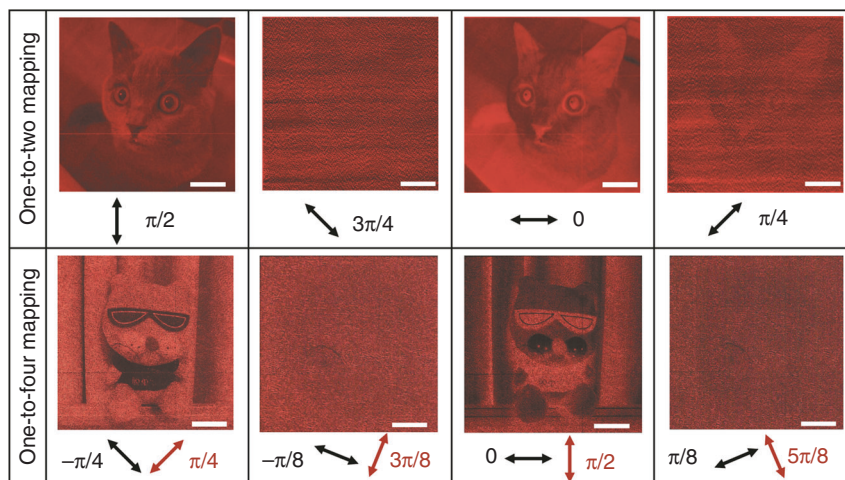 One-to-two mapping
π/2
3π/4
0
π/4
One-to-four mapping
−π/4
π/4
−π/8
3π/8
0
π/2
π/8
5π/8